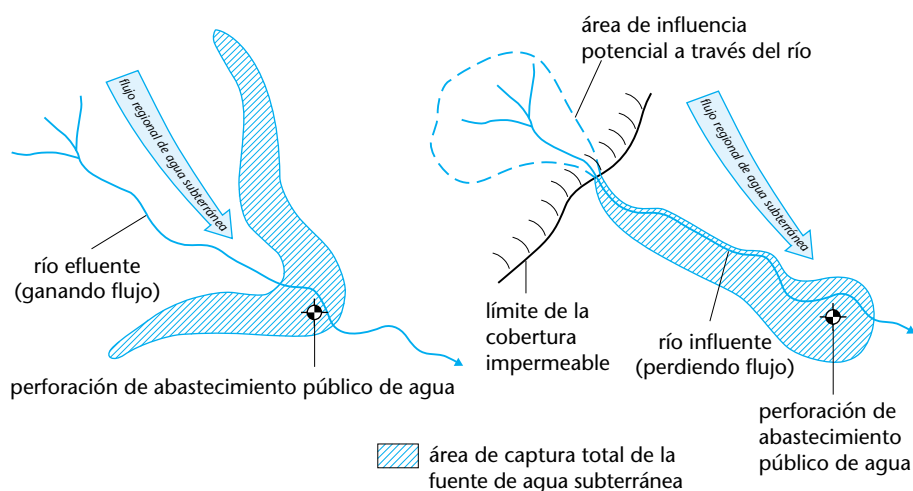 flujo regional de agua subterránea
río efluente
(ganando flujo)
perforación de abastecimiento público de agua
área de influencia
potencial a través del río
flujo regional de agua subterránea
límite de la
cobertura
impermeable
río influente
(perdiendo flujo)
perforación de
abastecimiento
público de agua
área de captura total de la
fuente de agua subterránea